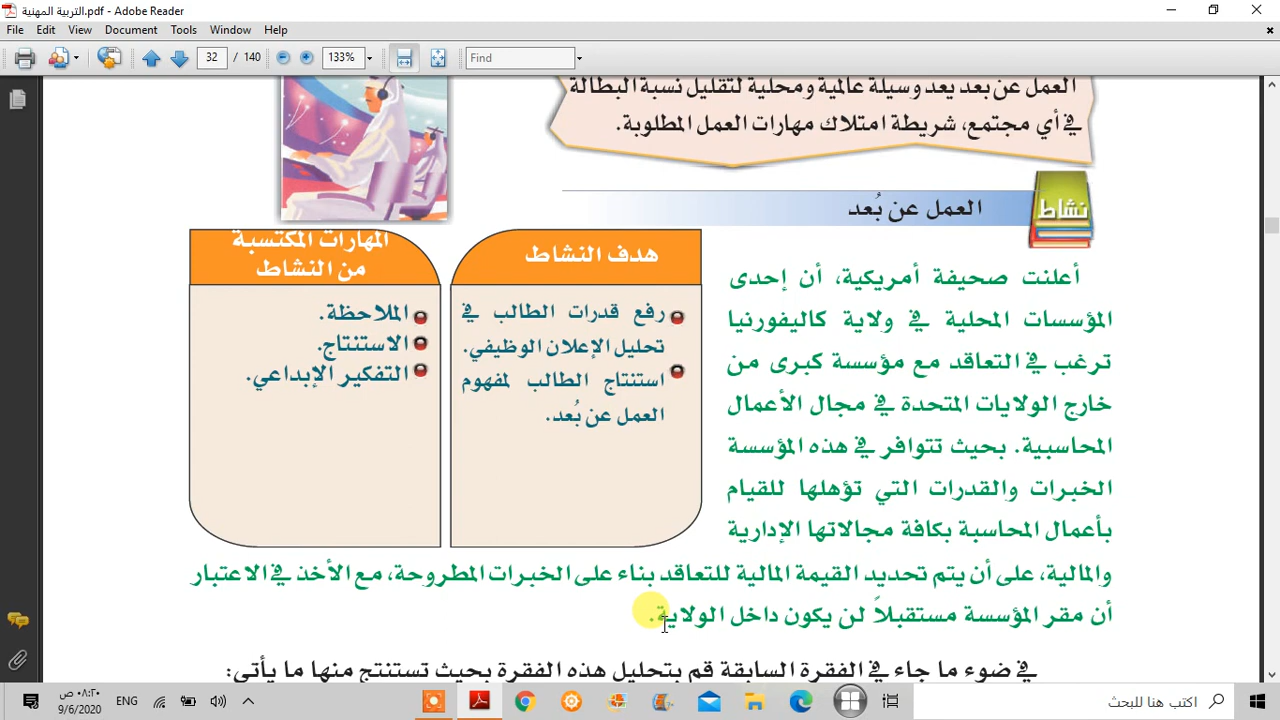 التربية المهنية.pdf - Adobe Reader
File Edit View Document Tools Window Help
32 / 140 133% Find
العمل عن بعد يعد وسيلة عالمية ومحلية لتقليل نسبة البطالة
في أي مجتمع، شريطة امتلاك مهارات العمل المطلوبة.
نشاط
العمل عن بُعد
هدف النشاط
رفع قدرات الطالب في
تحليل الإعلان الوظيفي.
استنتاج الطالب لمفهوم
العمل عن بُعد.
المهارات المكتسبة
من النشاط
الملاحظة.
الاستنتاج.
التفكير الإبداعي.
أعلنت صحيفة أمريكية، أن إحدى
المؤسسات المحلية في ولاية كاليفورنيا
ترغب في التعاقد مع مؤسسة كبرى من
خارج الولايات المتحدة في مجال الأعمال
المحاسبية. بحيث تتوافر في هذه المؤسسة
الخبرات والقدرات التي تؤهلها للقيام
بأعمال المحاسبة بكافة مجالاتها الإدارية
والمالية، على أن يتم تحديد القيمة المالية للتعاقد بناء على الخبرات المطروحة، مع الأخذ في الاعتبار
أن مقر المؤسسة مستقبلاً لن يكون داخل الولاية.
في ضوء ما جاء في الفقرة السابقة قم بتحليل هذه الفقرة بحيث تستنتج منها ما يأتي:
اكتب هنا للبحث
ENG
٠٨:٢٠ ص
9/6/2020